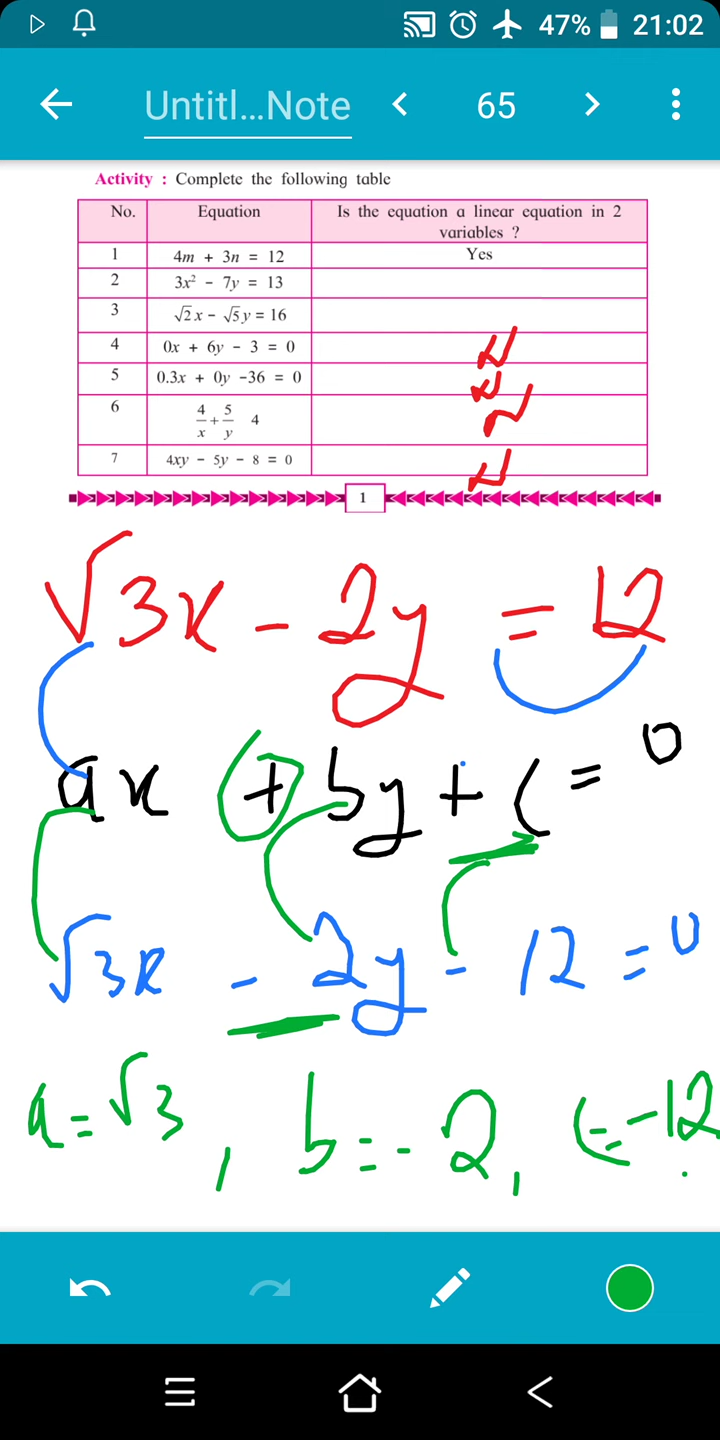 47% 21:02
Untitl...Note 65
Activity : Complete the following table
No. Equation Is the equation a linear equation in 2 variables ?
1 4m + 3n = 12 Yes
2 3x² - 7y = 13
3 √2x - √5y = 16
4 0x + 6y - 3 = 0 N
5 0.3x + 0y -36 = 0 N
6 4/x + 5/y 4 N
7 4xy - 5y - 8 = 0 N
1
√3x - 2y = 12
ax + by + c = 0
√3x - 2y - 12 = 0
a = √3, b = -2, c = -12